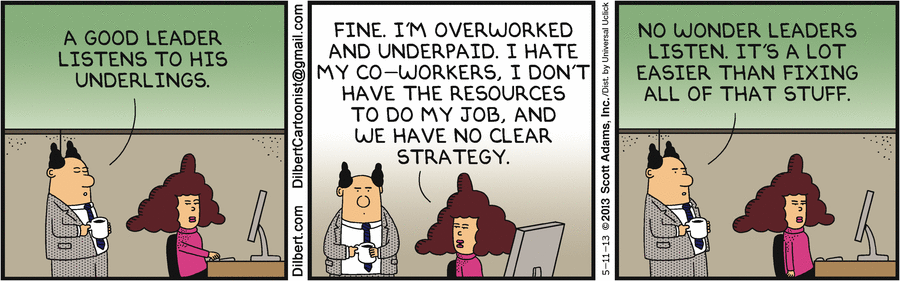 A GOOD LEADER
LISTENS TO HIS
UNDERLINGS.
Dilbert.com DilbertCartoonist@gmail.com
FINE. I'M OVERWORKED
AND UNDERPAID. I HATE
MY CO-WORKERS, I DON'T
HAVE THE RESOURCES
TO DO MY JOB, AND
WE HAVE NO CLEAR
STRATEGY.
5-11-13 © 2013 Scott Adams, Inc. /Dist. by Universal Uclick
NO WONDER LEADERS
LISTEN. IT'S A LOT
EASIER THAN FIXING
ALL OF THAT STUFF.